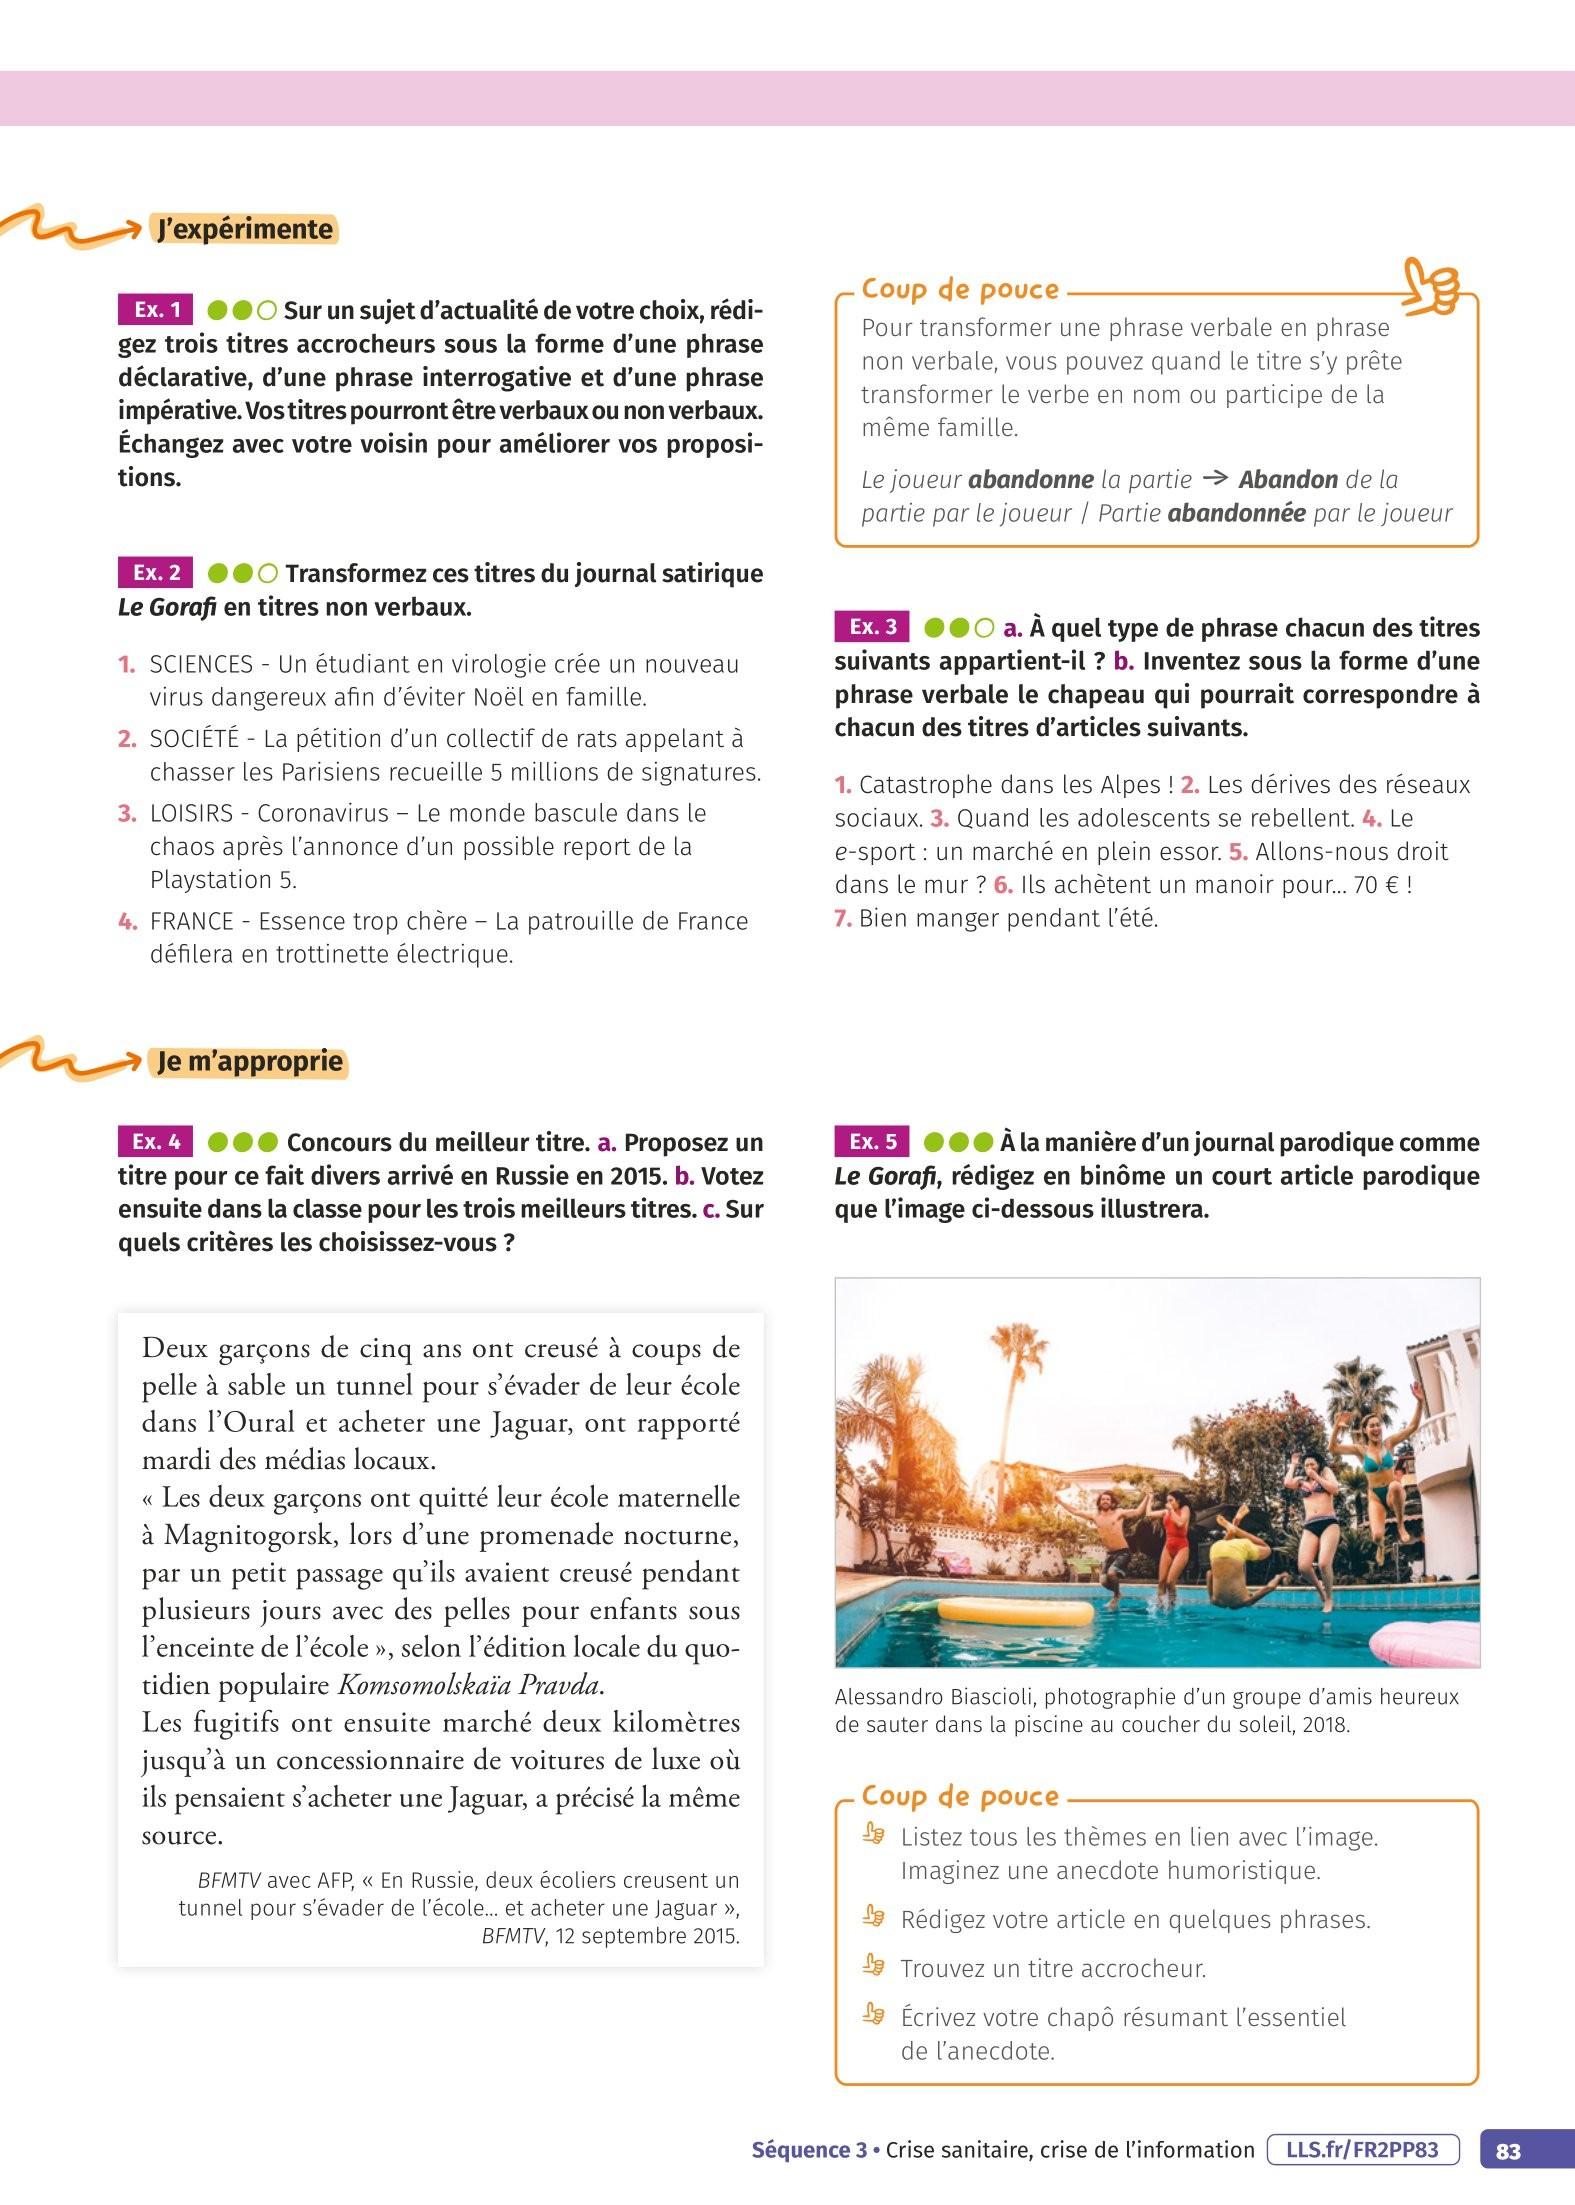 J’expérimente
Ex. 1 Sur un sujet d’actualité de votre choix, rédi-
gez trois titres accrocheurs sous la forme d’une phrase
déclarative, d’une phrase interrogative et d’une phrase
impérative. Vos titres pourront être verbaux ou non verbaux.
Échangez avec votre voisin pour améliorer vos proposi-
tions.
Ex. 2 Transformez ces titres du journal satirique
Le Gorafi en titres non verbaux.
1. SCIENCES - Un étudiant en virologie crée un nouveau
virus dangereux afin d’éviter Noël en famille.
2. SOCIÉTÉ - La pétition d’un collectif de rats appelant à
chasser les Parisiens recueille 5 millions de signatures.
3. LOISIRS - Coronavirus – Le monde bascule dans le
chaos après l’annonce d’un possible report de la
Playstation 5.
4. FRANCE - Essence trop chère – La patrouille de France
défilera en trottinette électrique.
Coup de pouce
Pour transformer une phrase verbale en phrase
non verbale, vous pouvez quand le titre s’y prête
transformer le verbe en nom ou participe de la
même famille.
Le joueur abandonne la partie → Abandon de la
partie par le joueur / Partie abandonnée par le joueur
Ex. 3 a. À quel type de phrase chacun des titres
suivants appartient-il ? b. Inventez sous la forme d’une
phrase verbale le chapeau qui pourrait correspondre à
chacun des titres d’articles suivants.
1. Catastrophe dans les Alpes ! 2. Les dérives des réseaux
sociaux. 3. Quand les adolescents se rebellent. 4. Le
e-sport : un marché en plein essor. 5. Allons-nous droit
dans le mur ? 6. Ils achètent un manoir pour... 70 € !
7. Bien manger pendant l’été.
Je m’approprie
Ex. 4 Concours du meilleur titre. a. Proposez un
titre pour ce fait divers arrivé en Russie en 2015. b. Votez
ensuite dans la classe pour les trois meilleurs titres. c. Sur
quels critères les choisissez-vous ?
Deux garçons de cinq ans ont creusé à coups de
pelle à sable un tunnel pour s’évader de leur école
dans l’Oural et acheter une Jaguar, ont rapporté
mardi des médias locaux.
« Les deux garçons ont quitté leur école maternelle
à Magnitogorsk, lors d’une promenade nocturne,
par un petit passage qu’ils avaient creusé pendant
plusieurs jours avec des pelles pour enfants sous
l’enceinte de l’école », selon l’édition locale du quo-
tidien populaire Komsomolskaïa Pravda.
Les fugitifs ont ensuite marché deux kilomètres
jusqu’à un concessionnaire de voitures de luxe où
ils pensaient s’acheter une Jaguar, a précisé la même
source.
BFMTV avec AFP, « En Russie, deux écoliers creusent un
tunnel pour s’évader de l’école... et acheter une Jaguar »,
BFMTV, 12 septembre 2015.
Ex. 5 À la manière d’un journal parodique comme
Le Gorafi, rédigez en binôme un court article parodique
que l’image ci-dessous illustrera.
Alessandro Biascioli, photographie d’un groupe d’amis heureux
de sauter dans la piscine au coucher du soleil, 2018.
Coup de pouce
Listez tous les thèmes en lien avec l’image.
Imaginez une anecdote humoristique.
Rédigez votre article en quelques phrases.
Trouvez un titre accrocheur.
Écrivez votre chapô résumant l’essentiel
de l’anecdote.
Séquence 3 • Crise sanitaire, crise de l’information LLS.fr/FR2PP83 83